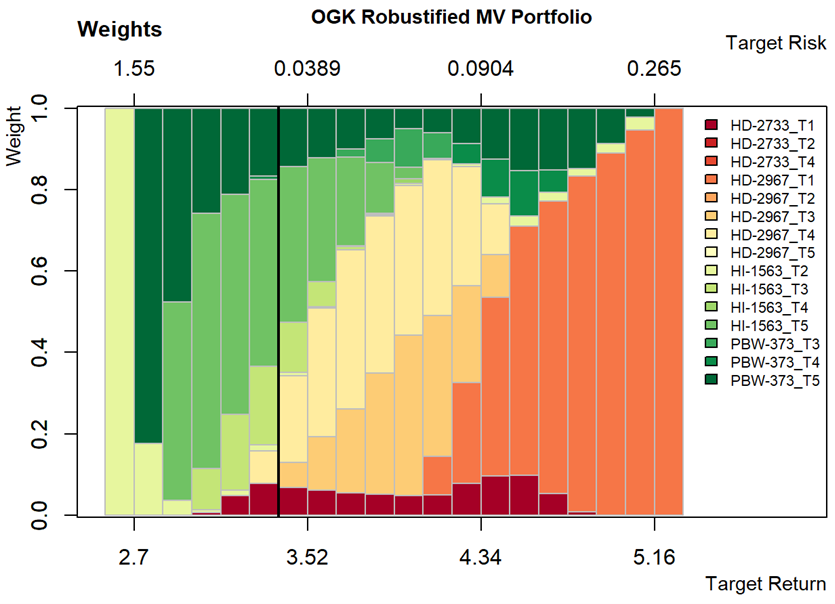 OGK Robustified MV Portfolio
Weights
Target Risk
1.55 0.0389 0.0904 0.265
Weight
1.0
0.8
0.6
0.4
0.2
0.0
HD-2733_T1
HD-2733_T2
HD-2733_T4
HD-2967_T1
HD-2967_T2
HD-2967_T3
HD-2967_T4
HD-2967_T5
HI-1563_T2
HI-1563_T3
HI-1563_T4
HI-1563_T5
PBW-373_T3
PBW-373_T4
PBW-373_T5
2.7 3.52 4.34 5.16
Target Return